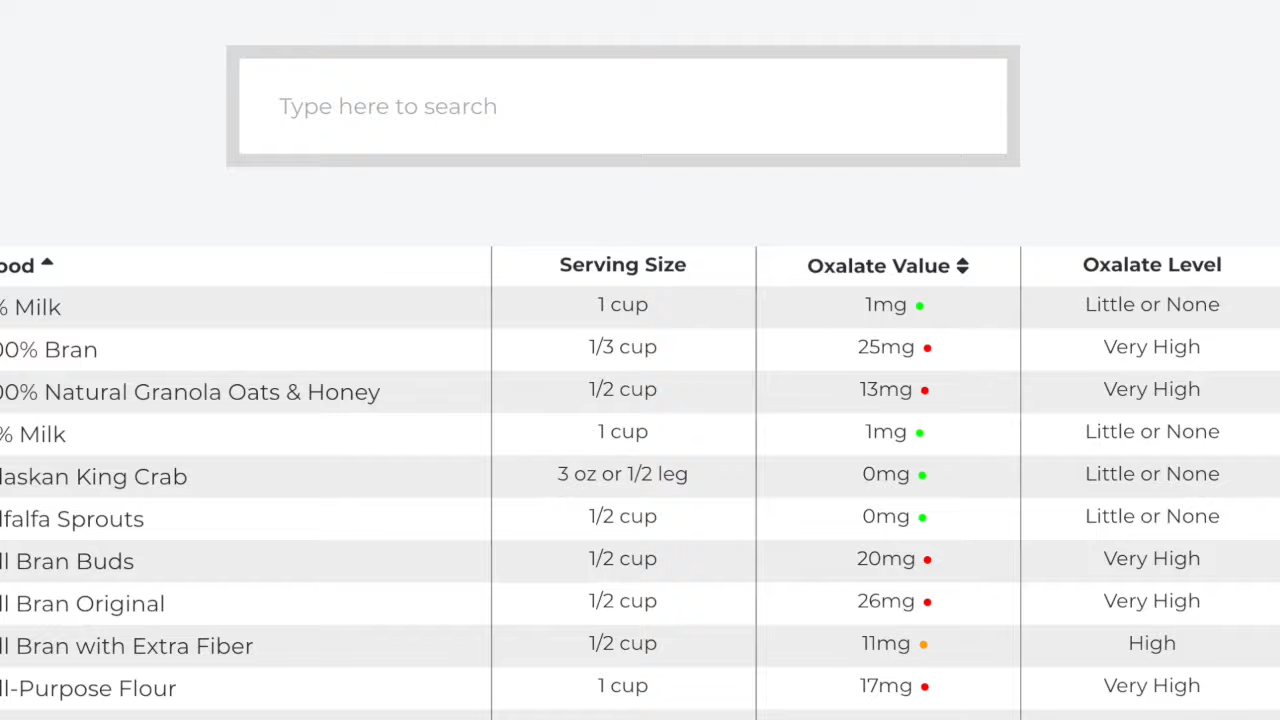 Type here to search
ood Serving Size Oxalate Value Oxalate Level
% Milk 1 cup 1mg Little or None
00% Bran 1/3 cup 25mg Very High
00% Natural Granola Oats & Honey 1/2 cup 13mg Very High
% Milk 1 cup 1mg Little or None
laskan King Crab 3 oz or 1/2 leg 0mg Little or None
lfalfa Sprouts 1/2 cup 0mg Little or None
ll Bran Buds 1/2 cup 20mg Very High
ll Bran Original 1/2 cup 26mg Very High
ll Bran with Extra Fiber 1/2 cup 11mg High
ll-Purpose Flour 1 cup 17mg Very High